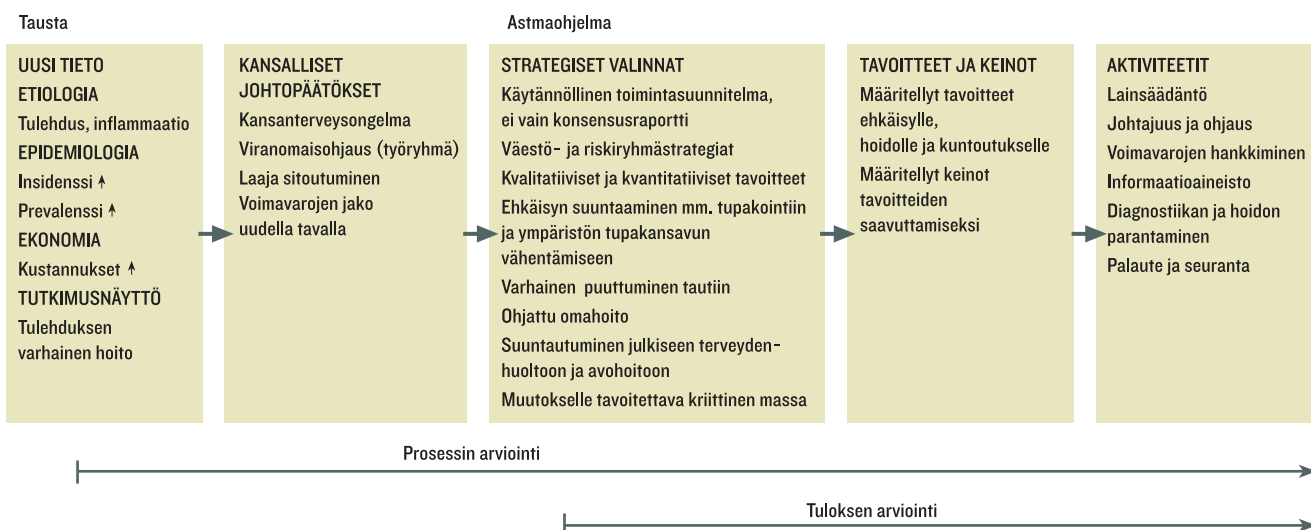 Tausta
Astmaohjelma
UUSI TIETO
ETIOLOGIA
Tulehdus, inflammaatio
EPIDEMIOLOGIA
Insidenssi ↑
Prevalenssi ↑
EKONOMIA
Kustannukset ↑
TUTKIMUSNÄYTTÖ
Tulehduksen
varhainen hoito
KANSALLISET
JOHTOPÄÄTÖKSET
Kansanterveysongelma
Viranomaisohjaus (työryhmä)
Laaja sitoutuminen
Voimavarojen jako
uudella tavalla
STRATEGISET VALINNAT
Käytännöllinen toimintasuunnitelma,
ei vain konsensusraportti
Väestö- ja riskiryhmästrategiat
Kvalitatiiviset ja kvantitatiiviset tavoitteet
Ehkäisyn suuntaaminen mm. tupakointiin
ja ympäristön tupakansavun
vähentämiseen
Varhainen puuttuminen tautiin
Ohjattu omahoito
Suuntautuminen julkiseen terveyden-
huoltoon ja avohoitoon
Muutokselle tavoitettava kriittinen massa
TAVOITTEET JA KEINOT
Määritellyt tavoitteet
ehkäisylle,
hoidolle ja kuntoutukselle
Määritellyt keinot
tavoitteiden
saavuttamiseksi
AKTIVITEETIT
Lainsäädäntö
Johtajuus ja ohjaus
Voimavarojen hankkiminen
Informaatioaineisto
Diagnostiikan ja hoidon
parantaminen
Palaute ja seuranta
Prosessin arviointi
Tuloksen arviointi